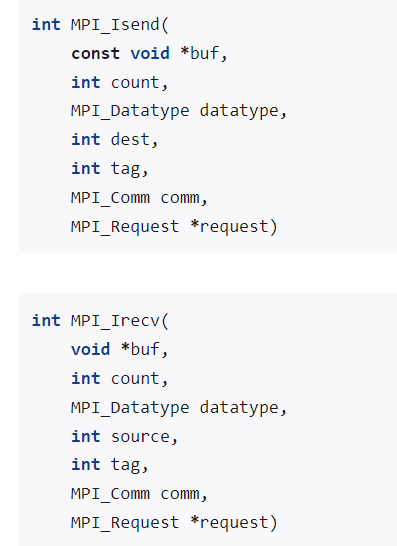 int MPI_Isend(
const void *buf,
int count,
MPI_Datatype datatype,
int dest,
int tag,
MPI_Comm comm,
MPI_Request *request)
int MPI_Irecv(
void *buf,
int count,
MPI_Datatype datatype,
int source,
int tag,
MPI_Comm comm,
MPI_Request *request)